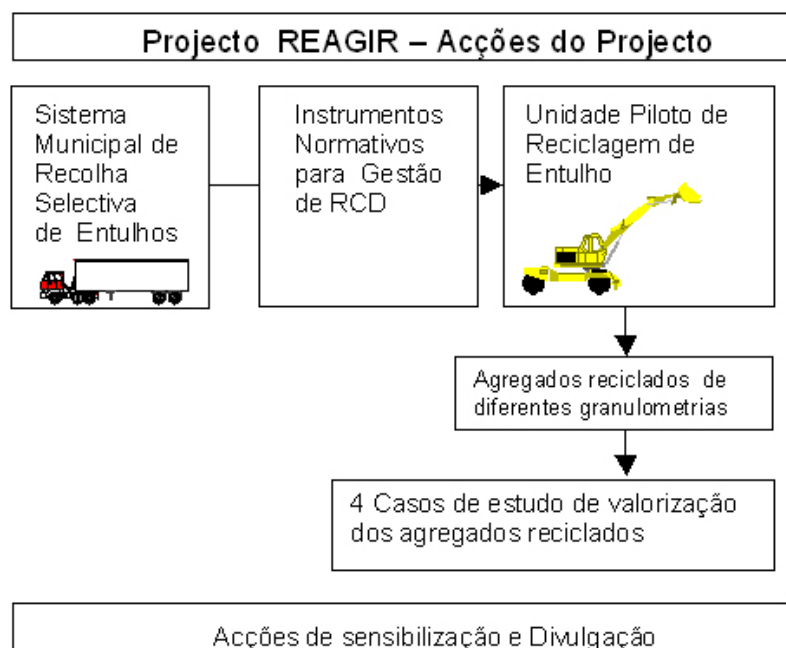 Projecto REAGIR – Acções do Projecto
Sistema
Municipal de
Recolha
Selectiva
de Entulhos
Instrumentos
Normativos
para Gestão
de RCD
Unidade Piloto de
Reciclagem de
Entulho
Agregados reciclados de
diferentes granulometrias
4 Casos de estudo de valorização
dos agregados reciclados
Acções de sensibilização e Divulgação